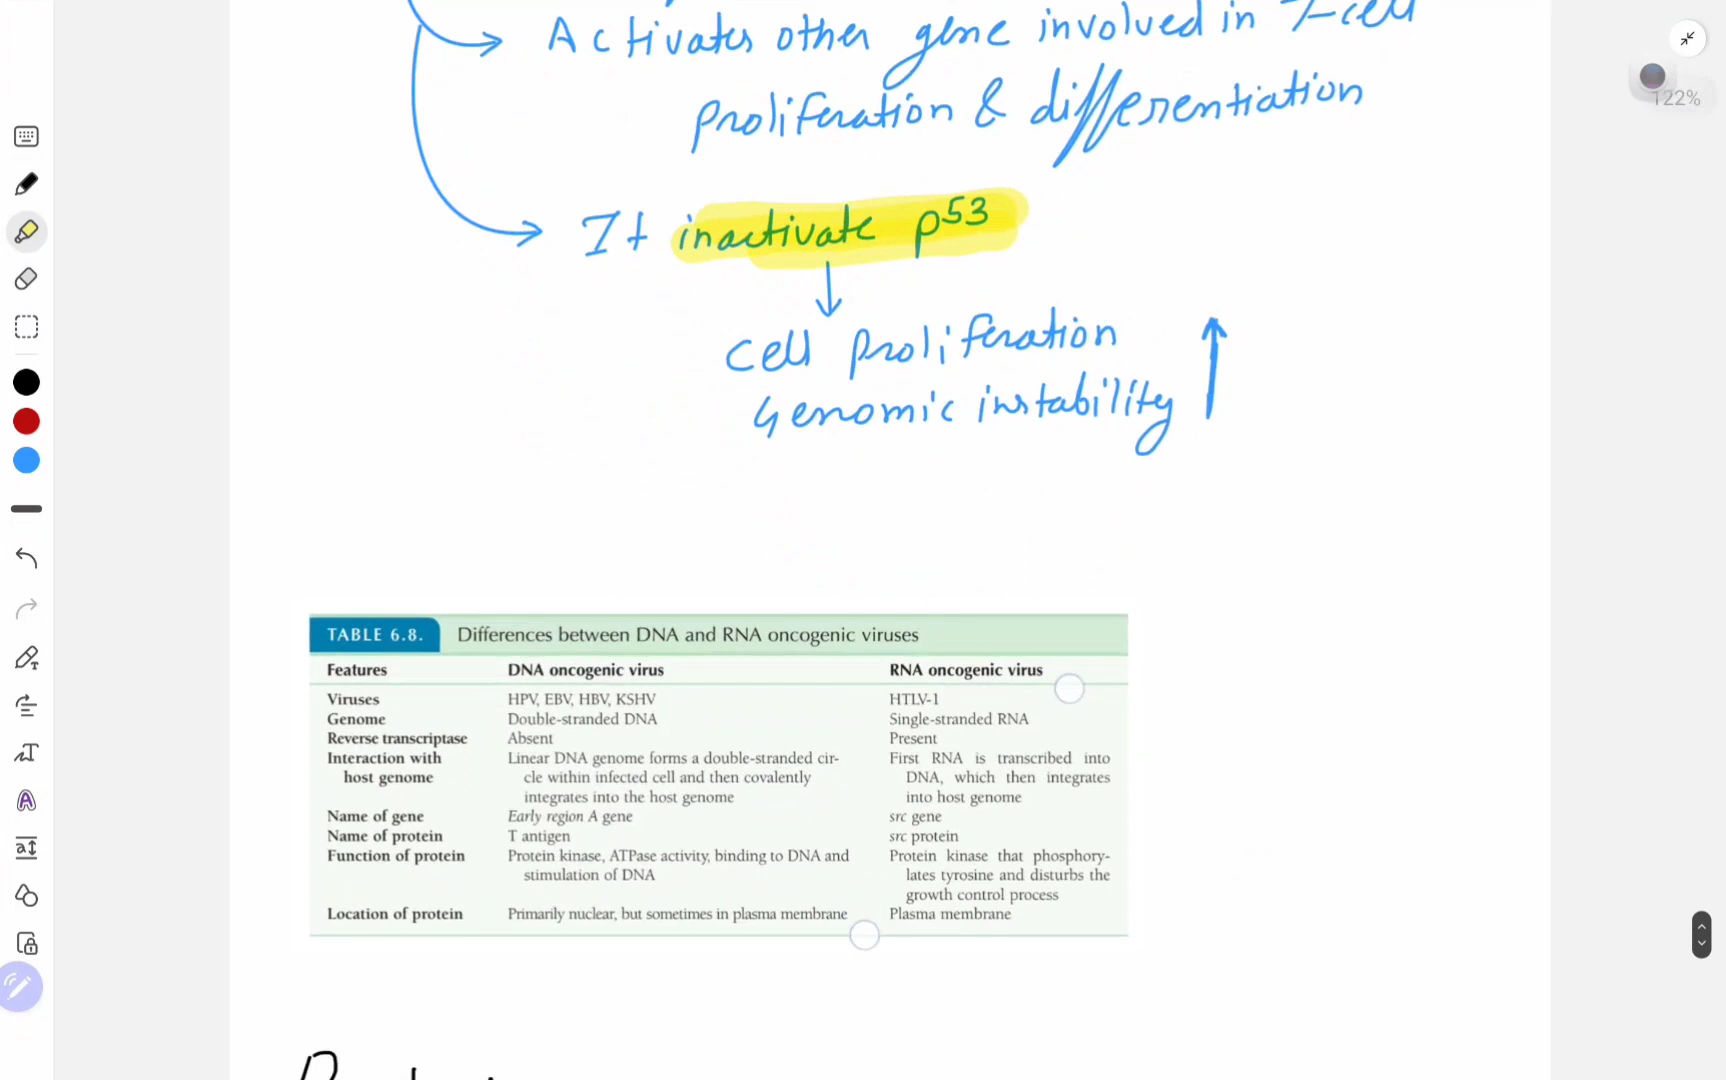 Activates other gene involved in T-cell
122%
proliferation & differentiation
It inactivate p53
Cell proliferation
Genomic instability
TABLE 6.8. Differences between DNA and RNA oncogenic viruses
Features DNA oncogenic virus RNA oncogenic virus
Viruses HPV, EBV, HBV, KSHV HTLV-1
Genome Double-stranded DNA Single-stranded RNA
Reverse transcriptase Absent Present
Interaction with Linear DNA genome forms a double-stranded cir- First RNA is transcribed into
host genome cle within infected cell and then covalently DNA, which then integrates
integrates into the host genome into host genome
Name of gene Early region A gene src gene
Name of protein T antigen src protein
Function of protein Protein kinase, ATPase activity, binding to DNA and Protein kinase that phosphory-
stimulation of DNA lates tyrosine and disturbs the
growth control process
Location of protein Primarily nuclear, but sometimes in plasma membrane Plasma membrane